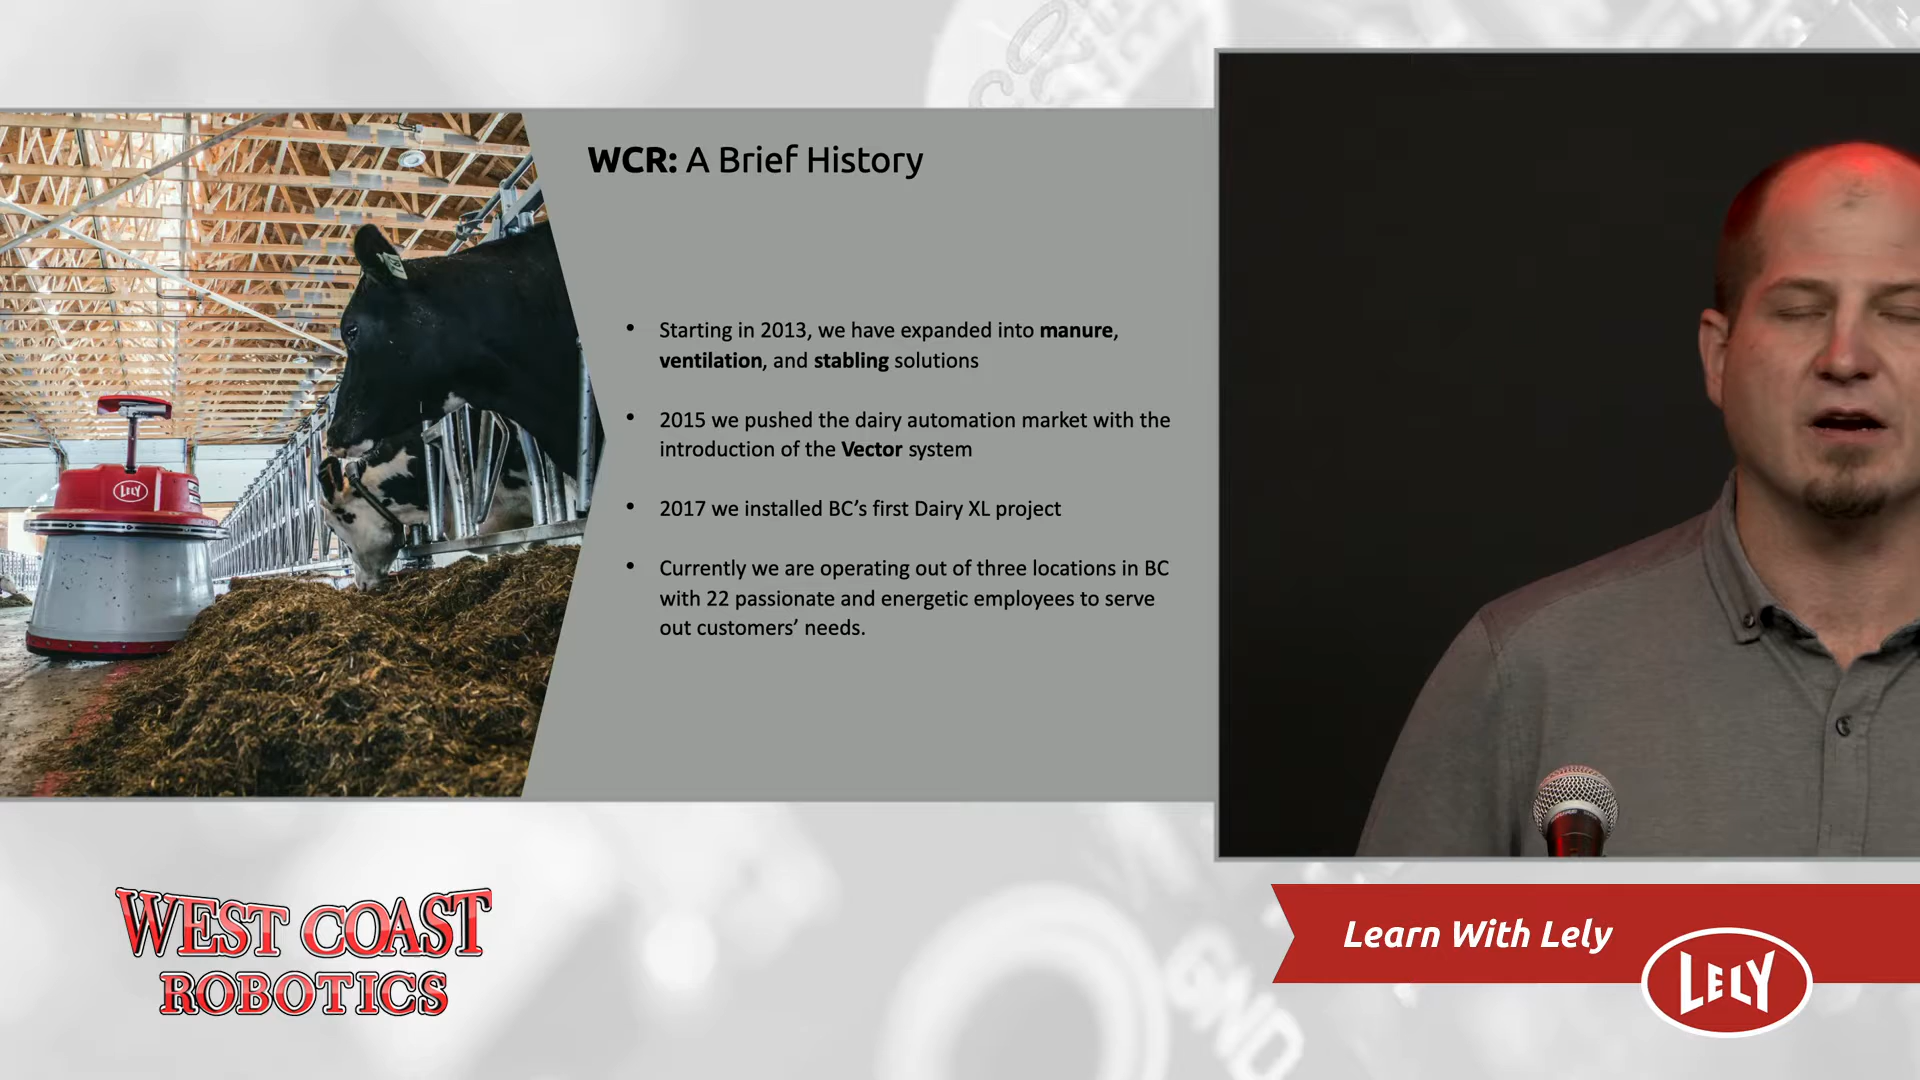 WCR: A Brief History
• Starting in 2013, we have expanded into manure,
ventilation, and stabling solutions
• 2015 we pushed the dairy automation market with the
introduction of the Vector system
• 2017 we installed BC’s first Dairy XL project
• Currently we are operating out of three locations in BC
with 22 passionate and energetic employees to serve
out customers’ needs.
LELY
WEST COAST
ROBOTICS
Learn With Lely
LELY
GND